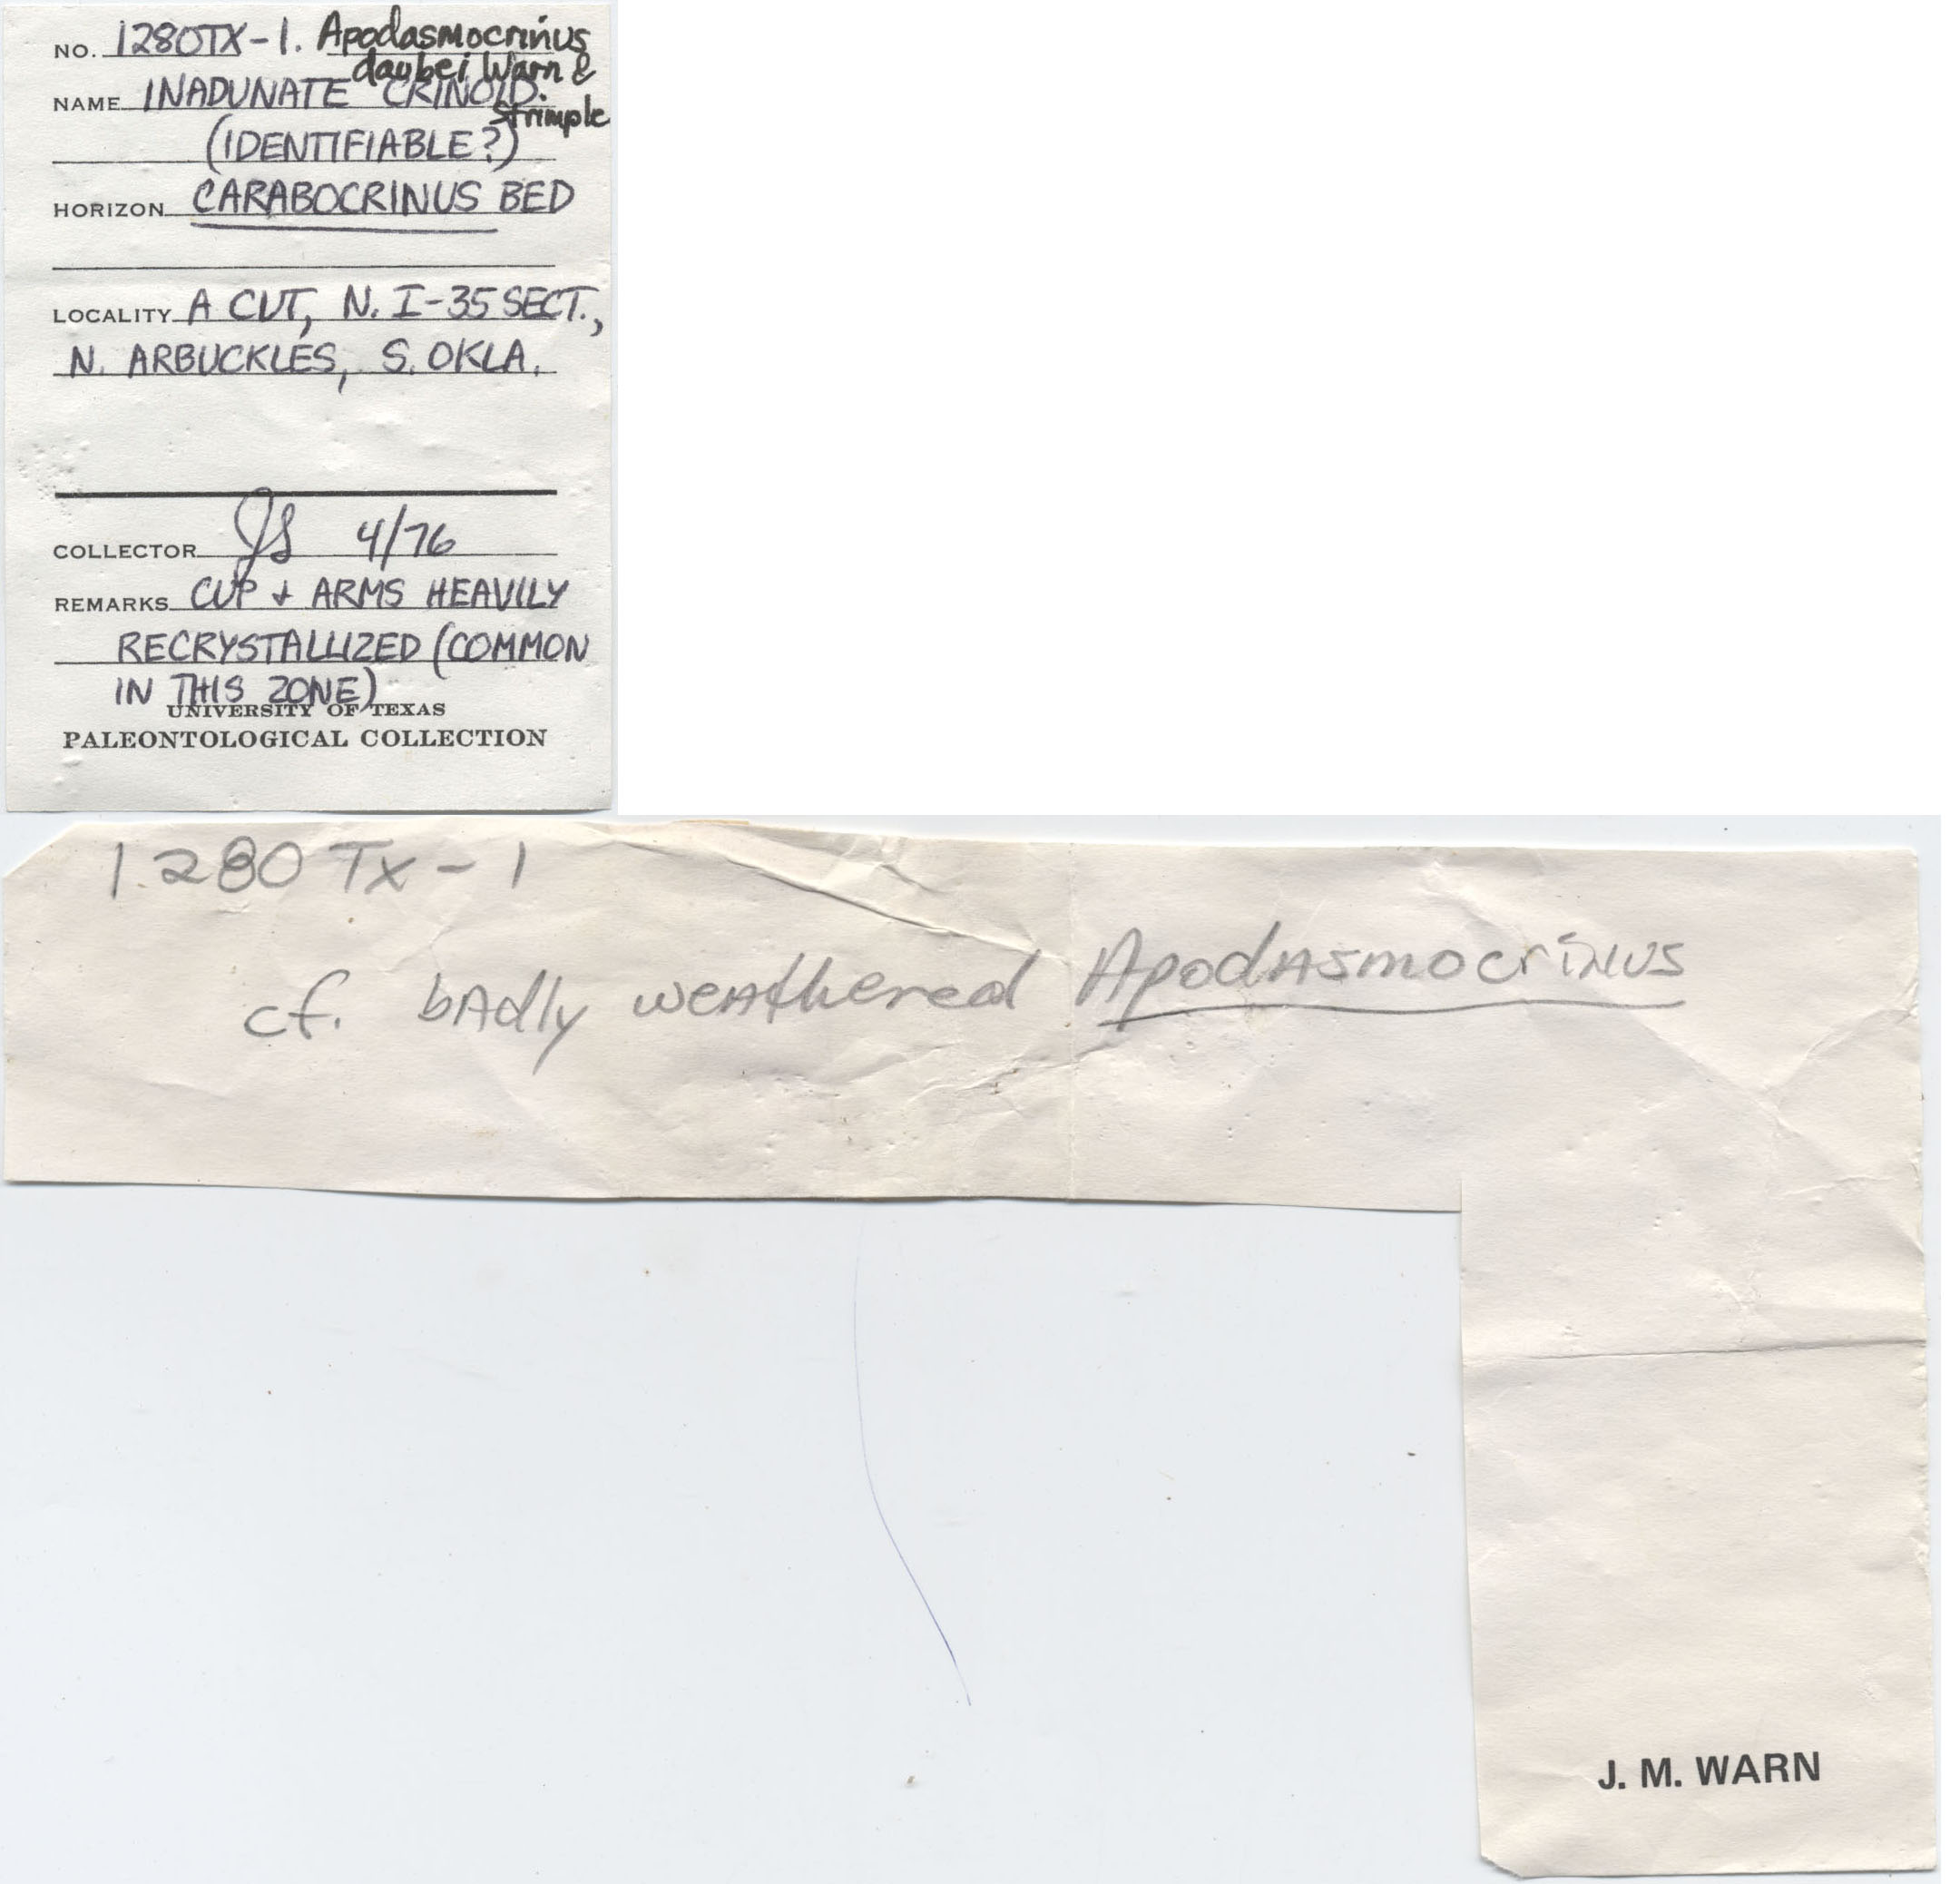 NO. 1280TX-1. Apodasmocrinus
daubei Warn &
NAME INADUNATE CRINOID.
Strimple
(IDENTIFIABLE?)
HORIZON CARABOCRINUS BED
LOCALITY A CUT, N. I-35 SECT.,
N. ARBUCKLES, S. OKLA.
COLLECTOR JS 4/76
REMARKS CUP + ARMS HEAVILY
RECRYSTALLIZED (COMMON
IN THIS ZONE)
UNIVERSITY OF TEXAS
PALEONTOLOGICAL COLLECTION
1280 Tx-1
cf. badly weathered Apodasmocrinus
J. M. WARN